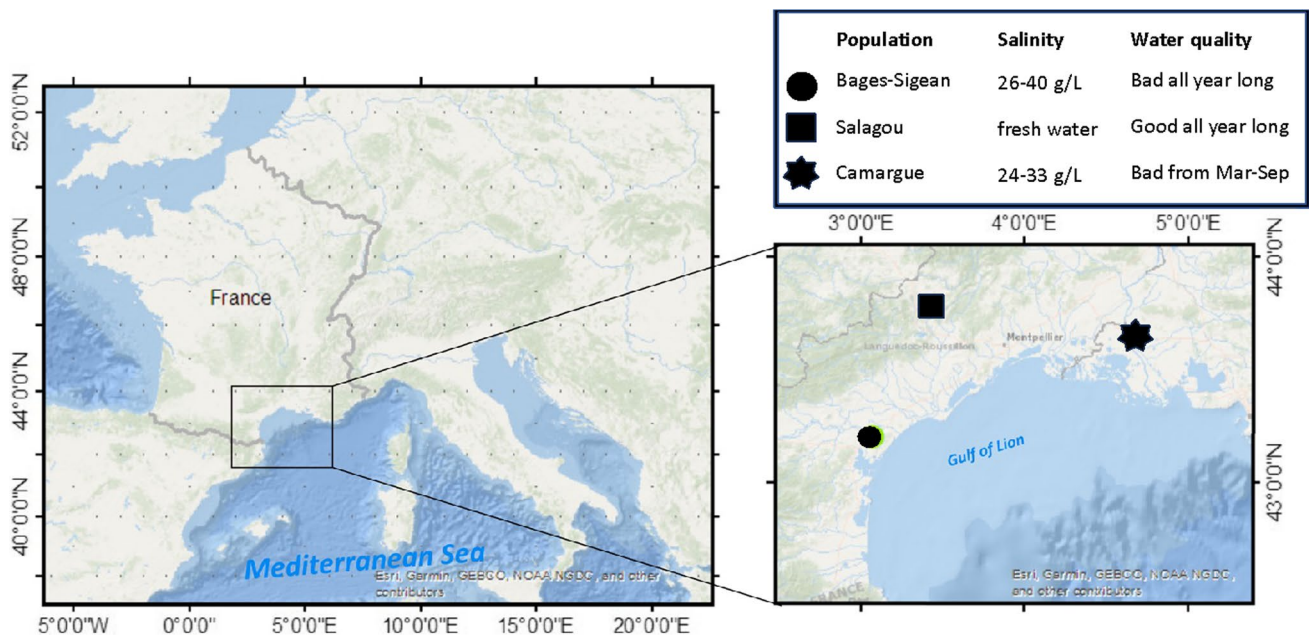 Population Salinity Water quality
Bages-Sigean 26-40 g/L Bad all year long
Salagou fresh water Good all year long
Camargue 24-33 g/L Bad from Mar-Sep
52°0'0"N
48°0'0"N
44°0'0"N
40°0'0"N
France
Mediterranean Sea
Esri, Garmin, GEBCO, NOAA NGDC, and other
contributors
5°0'0"W 0°0'0" 5°0'0"E 10°0'0"E 15°0'0"E 20°0'0"E
3°0'0"E 4°0'0"E 5°0'0"E
44°0'0"N
43°0'0"N
Languedoc-Roussillon
Montpellier
Gulf of Lion
Esri, Garmin, GEBCO, NOAA NGDC,
and other contributors
FRANCE